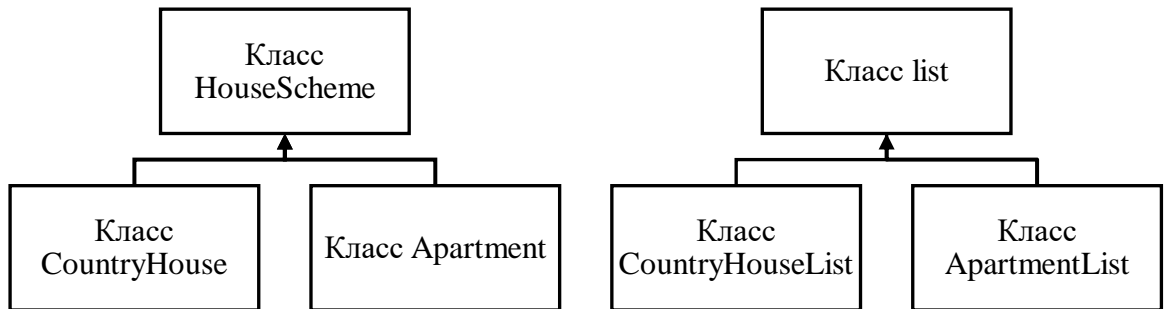 Класс
HouseScheme
Класс list
Класс
CountryHouse
Класс Apartment
Класс
CountryHouseList
Класс
ApartmentList